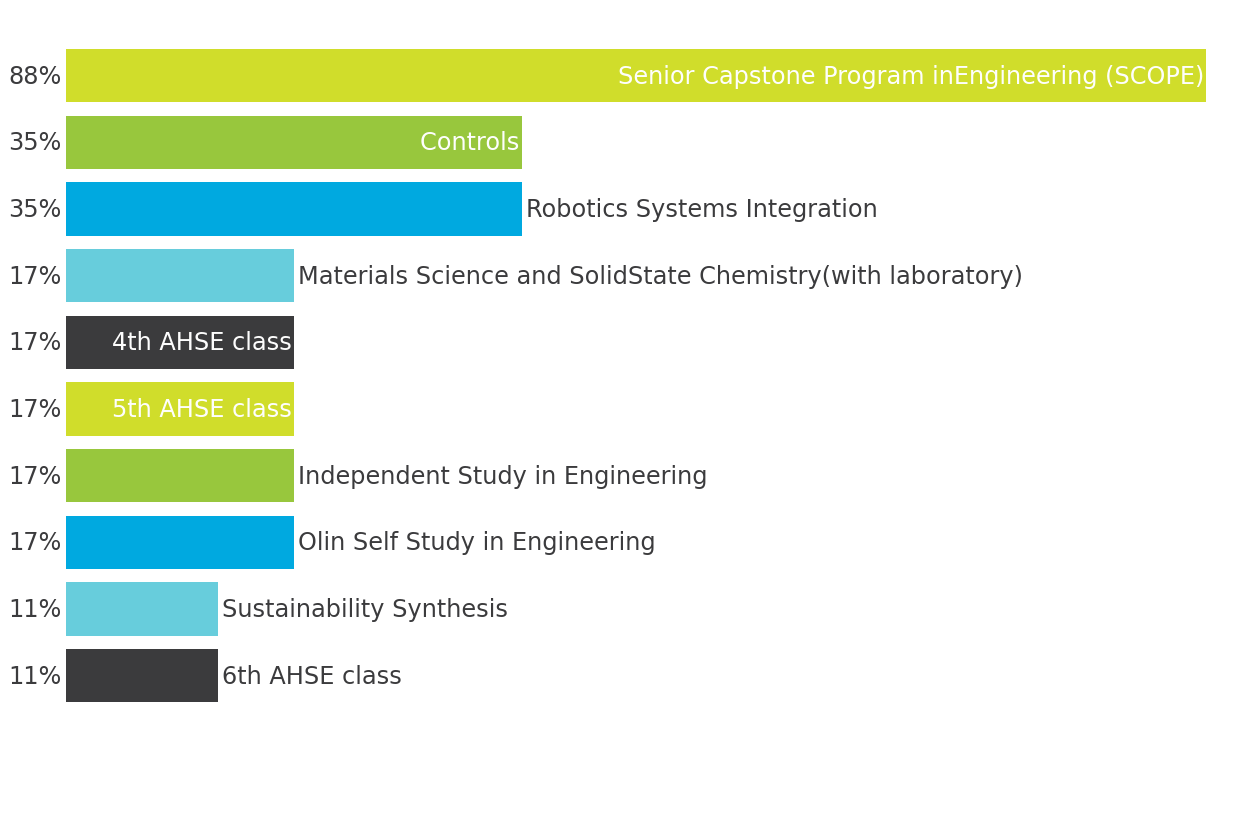 88% Senior Capstone Program inEngineering (SCOPE)
35% Controls
35% Robotics Systems Integration
17% Materials Science and SolidState Chemistry(with laboratory)
17% 4th AHSE class
17% 5th AHSE class
17% Independent Study in Engineering
17% Olin Self Study in Engineering
11% Sustainability Synthesis
11% 6th AHSE class